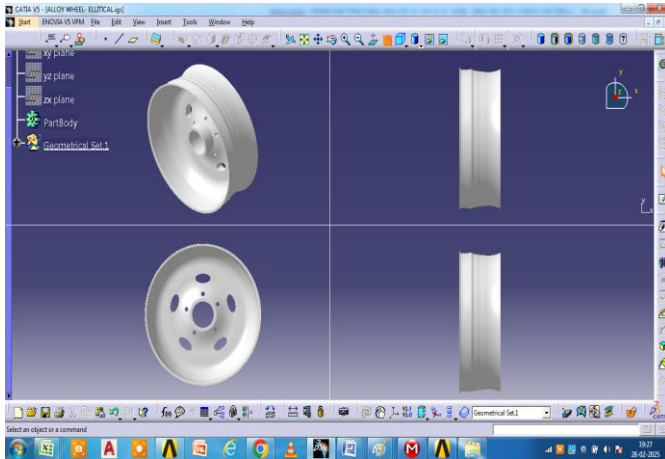 CATIA V5 - [ALLOY WHEEL- ELLITICAL.igs]
Start ENOVIA V5 VPM File Edit View Insert Tools Window Help
xy plane
yz plane
zx plane
PartBody
Geometrical Set.1
y
x
z
y
x
Geometrical Set.1
Select an object or a command
19:27
28-02-2025